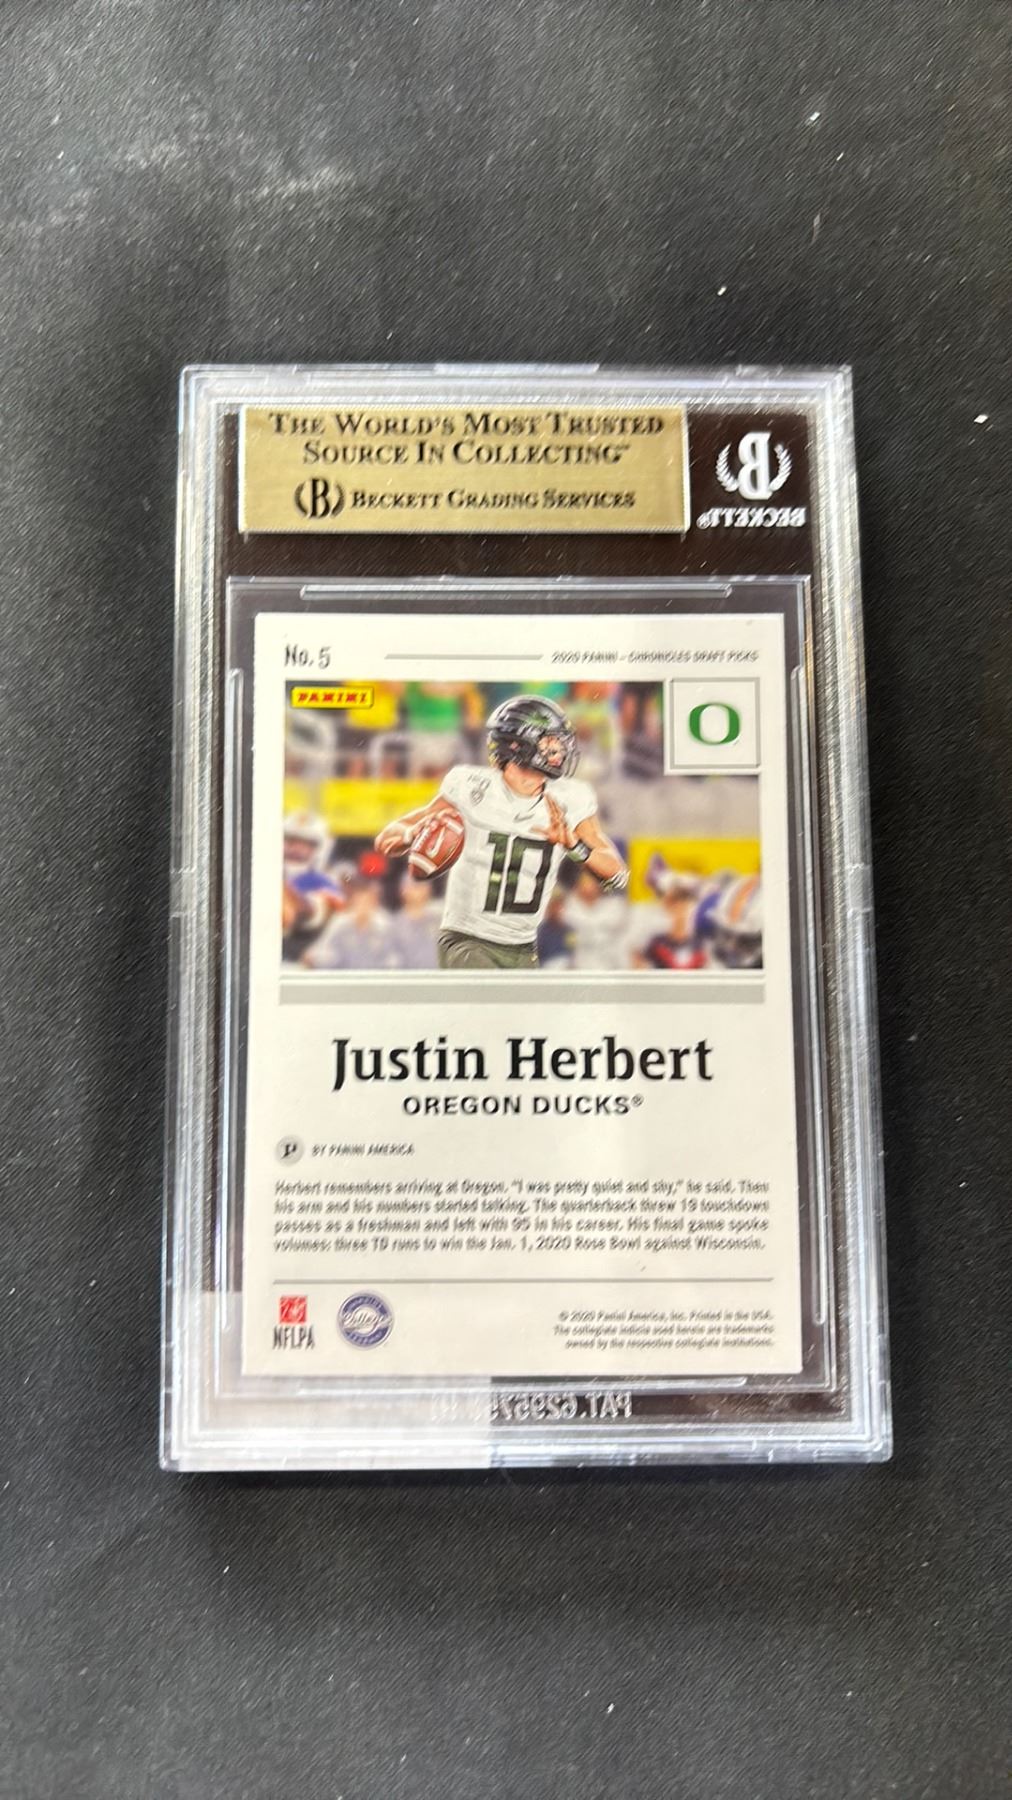 THE WORLD'S MOST TRUSTED
SOURCE IN COLLECTING™
B BECKETT GRADING SERVICES
B
BECKETT®
No. 5
2020 PANINI – CHRONICLES DRAFT PICKS
PANINI
O
10
Justin Herbert
OREGON DUCKS®
P BY PANINI AMERICA
Herbert remembers arriving at Oregon. "I was pretty quiet and shy," he said. Then
his arm and his numbers started talking. The quarterback threw 19 touchdown
passes as a freshman and left with 95 in his career. His final game spoke
volumes: three TD runs to win the Jan. 1, 2020 Rose Bowl against Wisconsin.
NFLPA
© 2020 Panini America, Inc. Printed in the USA.
The collegiate indicia used herein are trademarks
owned by the respective collegiate institutions.
PAT.